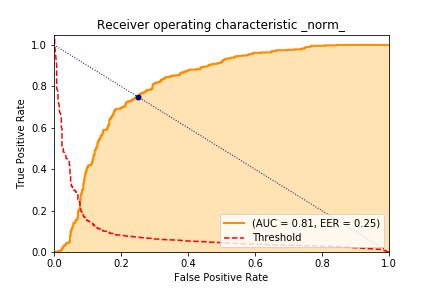 Receiver operating characteristic _norm_
True Positive Rate
1.0
0.8
0.6
0.4
0.2
0.0
(AUC = 0.81, EER = 0.25)
Threshold
0.0 0.2 0.4 0.6 0.8 1.0
False Positive Rate